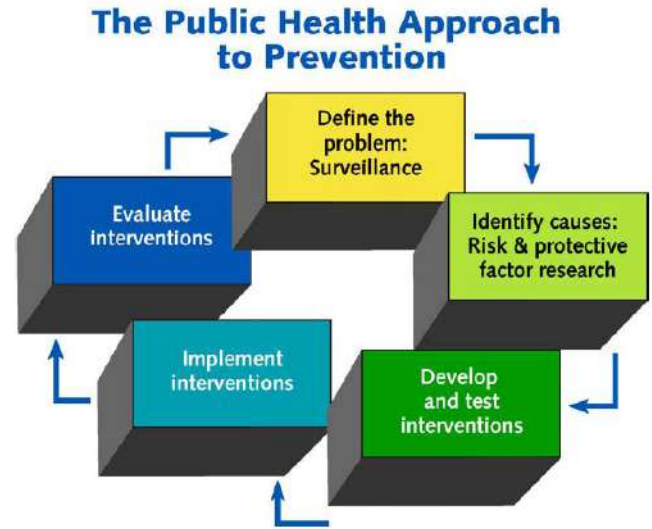 The Public Health Approach
to Prevention
Define the
problem:
Surveillance
Identify causes:
Risk & protective
factor research
Develop
and test
interventions
Implement
interventions
Evaluate
interventions